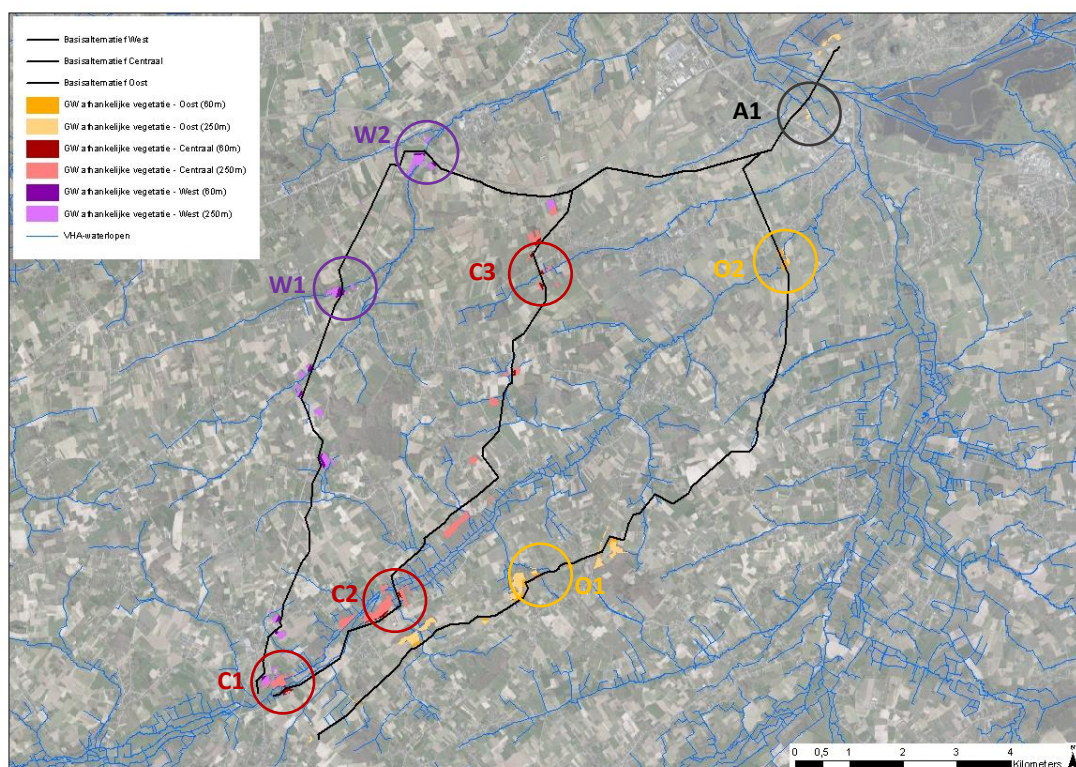 Basisalternatief West
Basisalternatief Centraal
Basisalternatief Oost
GW afhankelijke vegetatie - Oost (60m)
GW afhankelijke vegetatie - Oost (250m)
GW afhankelijke vegetatie - Centraal (60m)
GW afhankelijke vegetatie - Centraal (250m)
GW afhankelijke vegetatie - West (60m)
GW afhankelijke vegetatie - West (250m)
VHA-waterlopen
A1
W2
O2
C3
W1
O1
C2
C1
0 0,5 1 2 3 4
Kilometers